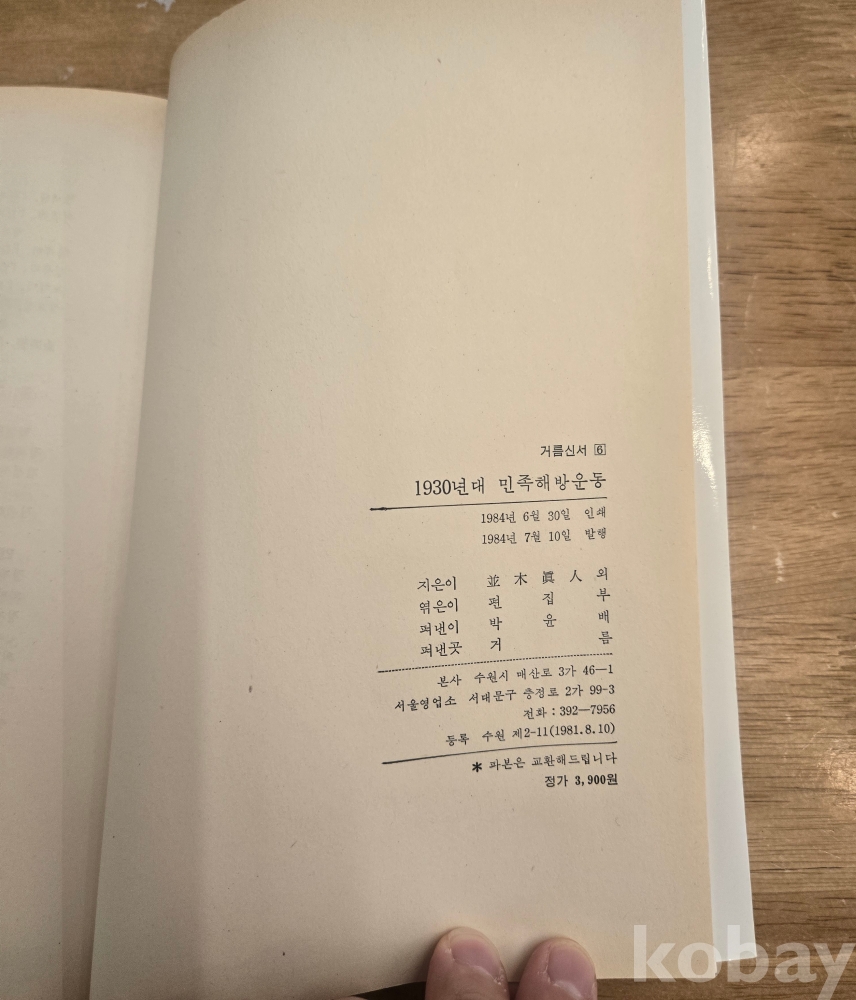 거름신서 6
1930년대 민족해방운동
1984년 6월 30일 인쇄
1984년 7월 10일 발행
지은이 並木眞人 외
엮은이 편집부
펴낸이 박윤배
펴낸곳 거름
본사 수원시 매산로 3가 46—1
서울영업소 서대문구 충정로 2가 99-3
전화 : 392—7956
등록 수원 제2-11(1981.8.10)
* 파본은 교환해드립니다
정가 3,900원
kobay